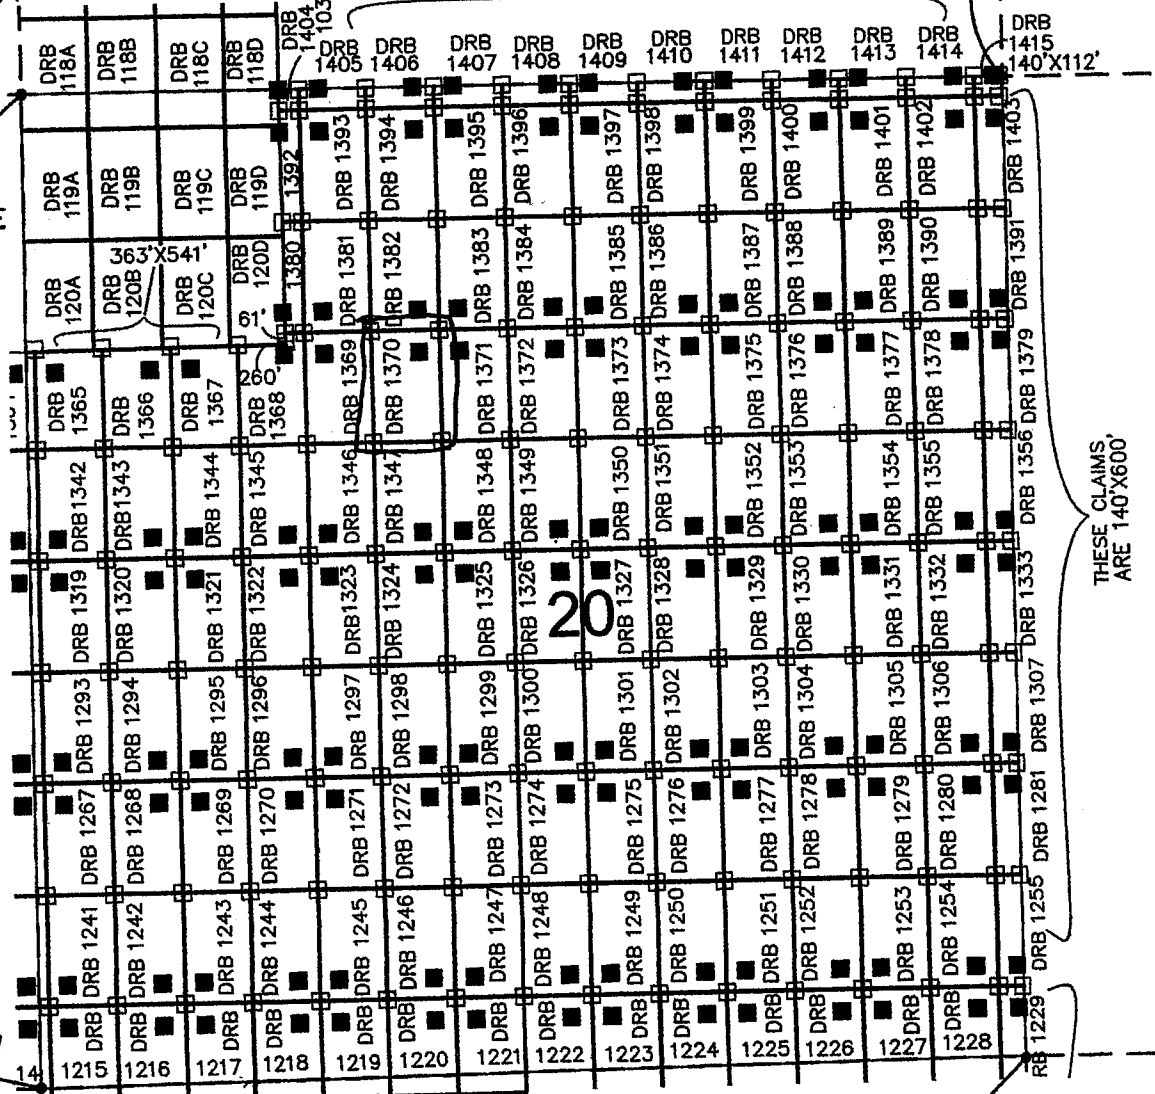 DRB 118A
DRB 118B
DRB 118C
DRB 118D
DRB 1404
103
DRB 1405
DRB 1406
DRB 1407
DRB 1408
DRB 1409
DRB 1410
DRB 1411
DRB 1412
DRB 1413
DRB 1414
DRB 1415
140'X112'
DRB 119A
DRB 119B
DRB 119C
DRB 119D
1392
DRB 1393
DRB 1394
DRB 1395
DRB 1396
DRB 1397
DRB 1398
DRB 1399
DRB 1400
DRB 1401
DRB 1402
DRB 1403
DRB 120A
DRB 120B
DRB 120C
DRB 120D
363'X541'
1380
DRB 1381
DRB 1382
DRB 1383
DRB 1384
DRB 1385
DRB 1386
DRB 1387
DRB 1388
DRB 1389
DRB 1390
DRB 1391
61'
260'
DRB 1365
DRB 1366
DRB 1367
DRB 1368
DRB 1369
DRB 1370
DRB 1371
DRB 1372
DRB 1373
DRB 1374
DRB 1375
DRB 1376
DRB 1377
DRB 1378
DRB 1379
DRB 1342
DRB 1343
DRB 1344
DRB 1345
DRB 1346
DRB 1347
DRB 1348
DRB 1349
DRB 1350
DRB 1351
DRB 1352
DRB 1353
DRB 1354
DRB 1355
DRB 1356
THESE CLAIMS
ARE 140'X600'
DRB 1319
DRB 1320
DRB 1321
DRB 1322
DRB 1323
DRB 1324
DRB 1325
DRB 1326
DRB 1327
DRB 1328
DRB 1329
DRB 1330
DRB 1331
DRB 1332
DRB 1333
20
DRB 1293
DRB 1294
DRB 1295
DRB 1296
DRB 1297
DRB 1298
DRB 1299
DRB 1300
DRB 1301
DRB 1302
DRB 1303
DRB 1304
DRB 1305
DRB 1306
DRB 1307
DRB 1267
DRB 1268
DRB 1269
DRB 1270
DRB 1271
DRB 1272
DRB 1273
DRB 1274
DRB 1275
DRB 1276
DRB 1277
DRB 1278
DRB 1279
DRB 1280
DRB 1281
DRB 1241
DRB 1242
DRB 1243
DRB 1244
DRB 1245
DRB 1246
DRB 1247
DRB 1248
DRB 1249
DRB 1250
DRB 1251
DRB 1252
DRB 1253
DRB 1254
DRB 1255
14
DRB 1215
DRB 1216
DRB 1217
DRB 1218
DRB 1219
DRB 1220
DRB 1221
DRB 1222
DRB 1223
DRB 1224
DRB 1225
DRB 1226
DRB 1227
DRB 1228
RB 1229